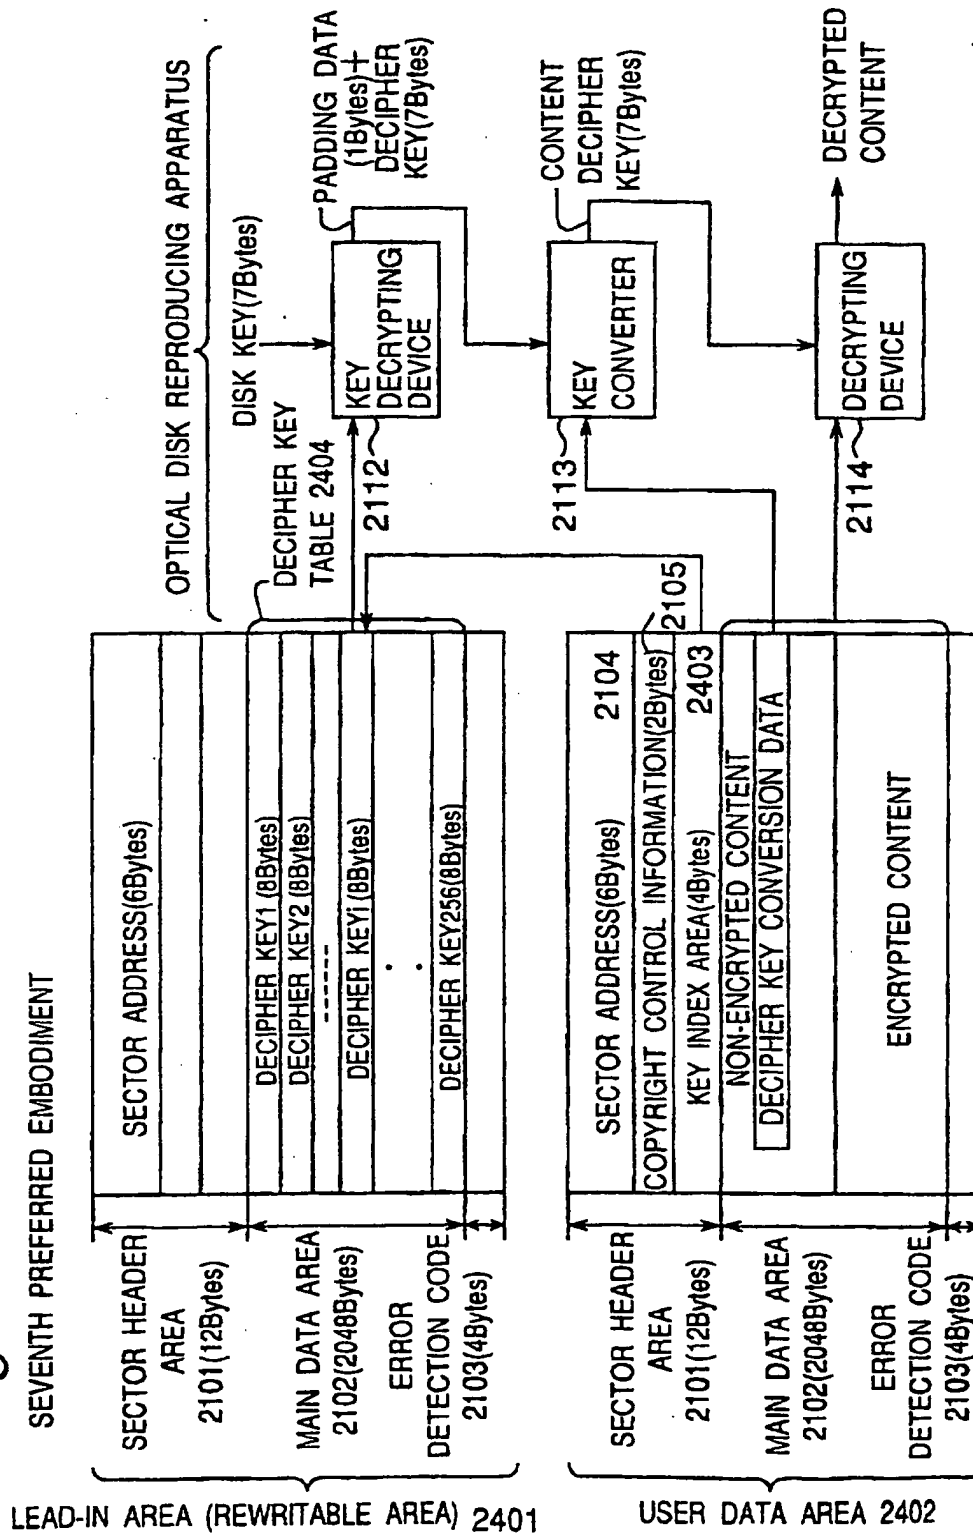 SEVENTH PREFERRED EMBODIMENT
OPTICAL DISK REPRODUCING APPARATUS
LEAD-IN AREA (REWRITABLE AREA) 2401
SECTOR HEADER
AREA
2101(12Bytes)
MAIN DATA AREA
2102(2048Bytes)
ERROR
DETECTION CODE
2103(4Bytes)
SECTOR ADDRESS(6Bytes)
DECIPHER KEY1(8Bytes)
DECIPHER KEY2 (8Bytes)
DECIPHER KEYi(8Bytes)
DECIPHER KEY256(8Bytes)
DECIPHER KEY
TABLE 2404
DISK KEY(7Bytes)
KEY
DECRYPTING
DEVICE
2112
PADDING DATA
(1Bytes)+
DECIPHER
KEY(7Bytes)
USER DATA AREA 2402
SECTOR HEADER
AREA
2101(12Bytes)
MAIN DATA AREA
2102(2048Bytes)
ERROR
DETECTION CODE
2103(4Bytes)
SECTOR ADDRESS(6Bytes) 2104
COPYRIGHT CONTROL INFORMATION(2Bytes)
2105
KEY INDEX AREA(4Bytes) 2403
NON-ENCRYPTED CONTENT
DECIPHER KEY CONVERSION DATA
ENCRYPTED CONTENT
KEY
CONVERTER
2113
CONTENT
DECIPHER
KEY(7Bytes)
DECRYPTING
DEVICE
2114
DECRYPTED
CONTENT